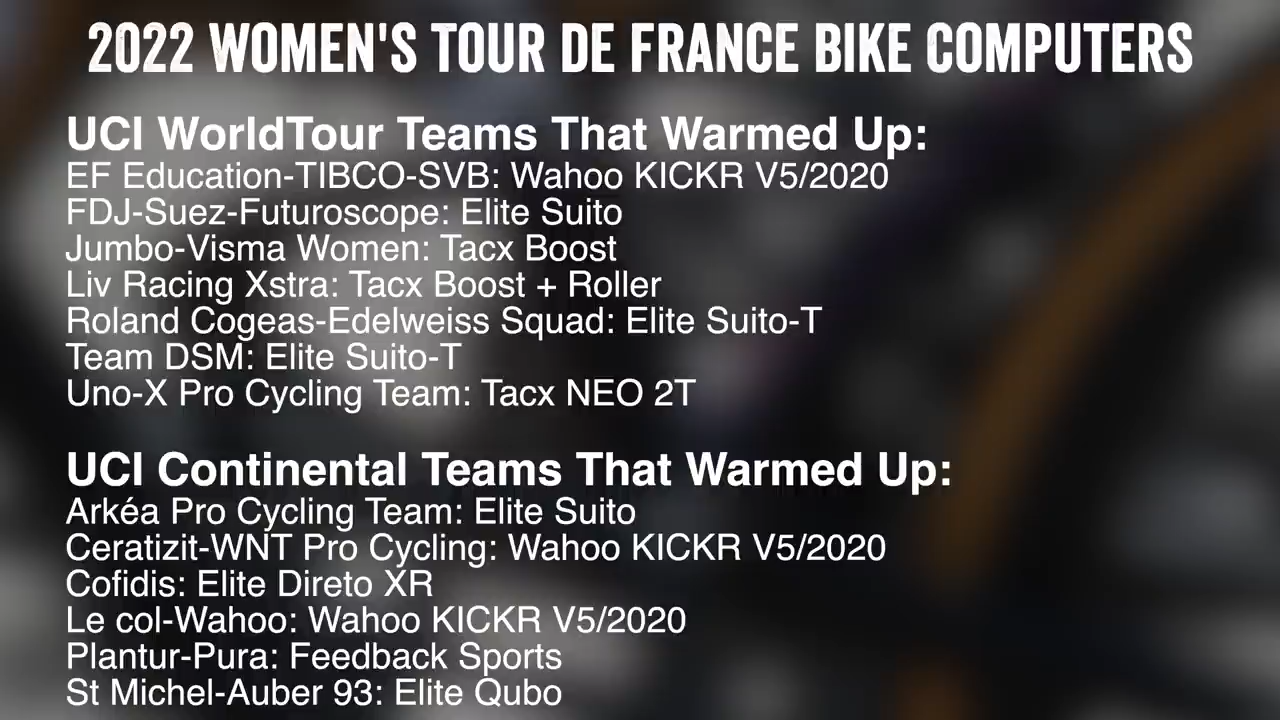 2022 WOMEN'S TOUR DE FRANCE BIKE COMPUTERS
UCI WorldTour Teams That Warmed Up:
EF Education-TIBCO-SVB: Wahoo KICKR V5/2020
FDJ-Suez-Futuroscope: Elite Suito
Jumbo-Visma Women: Tacx Boost
Liv Racing Xstra: Tacx Boost + Roller
Roland Cogeas-Edelweiss Squad: Elite Suito-T
Team DSM: Elite Suito-T
Uno-X Pro Cycling Team: Tacx NEO 2T
UCI Continental Teams That Warmed Up:
Arkéa Pro Cycling Team: Elite Suito
Ceratizit-WNT Pro Cycling: Wahoo KICKR V5/2020
Cofidis: Elite Direto XR
Le col-Wahoo: Wahoo KICKR V5/2020
Plantur-Pura: Feedback Sports
St Michel-Auber 93: Elite Qubo